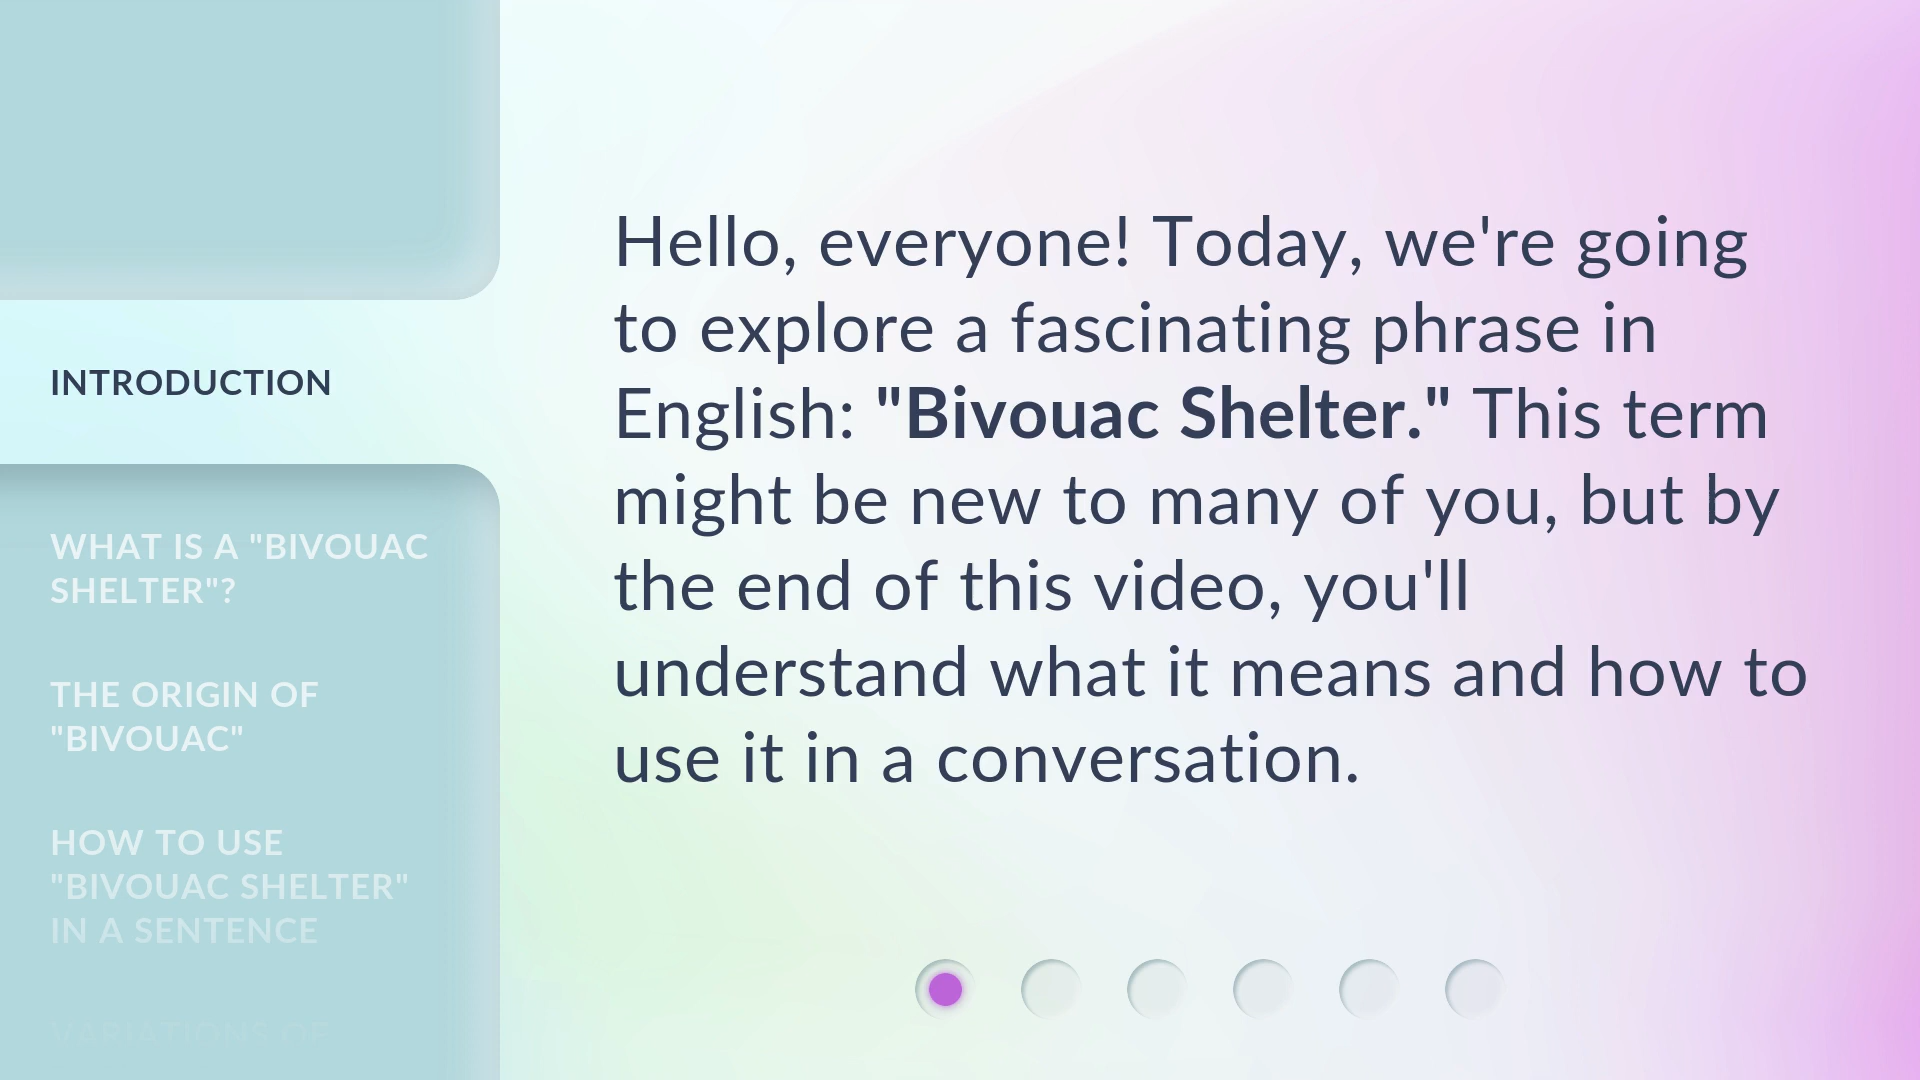 INTRODUCTION
WHAT IS A "BIVOUAC
SHELTER"?
THE ORIGIN OF
"BIVOUAC"
HOW TO USE
"BIVOUAC SHELTER"
IN A SENTENCE
VARIATIONS OF
Hello, everyone! Today, we're going
to explore a fascinating phrase in
English: "Bivouac Shelter." This term
might be new to many of you, but by
the end of this video, you'll
understand what it means and how to
use it in a conversation.